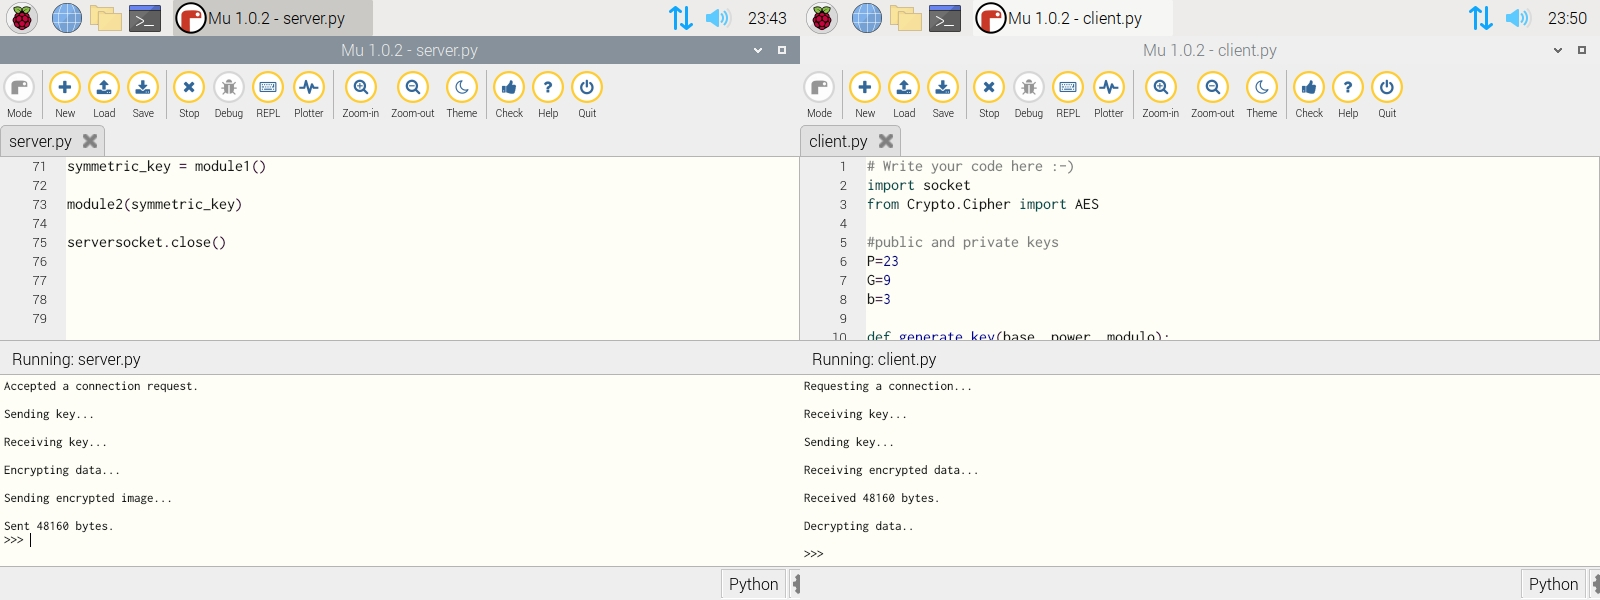 Mu 1.0.2 - server.py
23:43
Mu 1.0.2 - server.py
Mode New Load Save Stop Debug REPL Plotter Zoom-in Zoom-out Theme Check Help Quit
server.py
71 symmetric_key = module1()
72
73 module2(symmetric_key)
74
75 serversocket.close()
76
77
78
79
Running: server.py
Accepted a connection request.
Sending key...
Receiving key...
Encrypting data...
Sending encrypted image...
Sent 48160 bytes.
>>>
Python
Mu 1.0.2 - client.py
23:50
Mu 1.0.2 - client.py
Mode New Load Save Stop Debug REPL Plotter Zoom-in Zoom-out Theme Check Help Quit
client.py
1 # Write your code here :-)
2 import socket
3 from Crypto.Cipher import AES
4
5 #public and private keys
6 P=23
7 G=9
8 b=3
9
10 def generate_key(base, power, modulo):
Running: client.py
Requesting a connection...
Receiving key...
Sending key...
Receiving encrypted data...
Received 48160 bytes.
Decrypting data..
>>>
Python